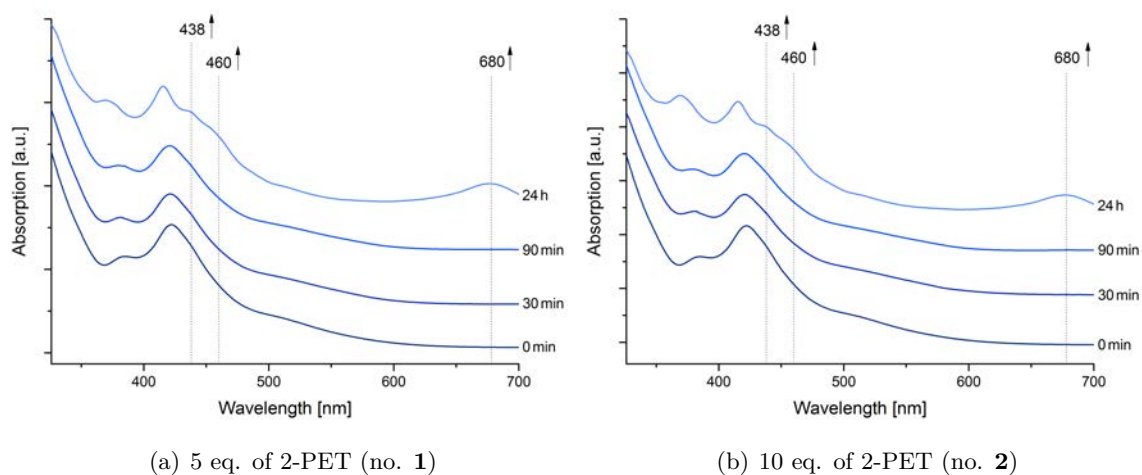 438
460
680
Absorption [a.u.]
24 h
90 min
30 min
0 min
400 500 600 700
Wavelength [nm]
(a) 5 eq. of 2-PET (no. 1)
438
460
680
Absorption [a.u.]
24 h
90 min
30 min
0 min
400 500 600 700
Wavelength [nm]
(b) 10 eq. of 2-PET (no. 2)